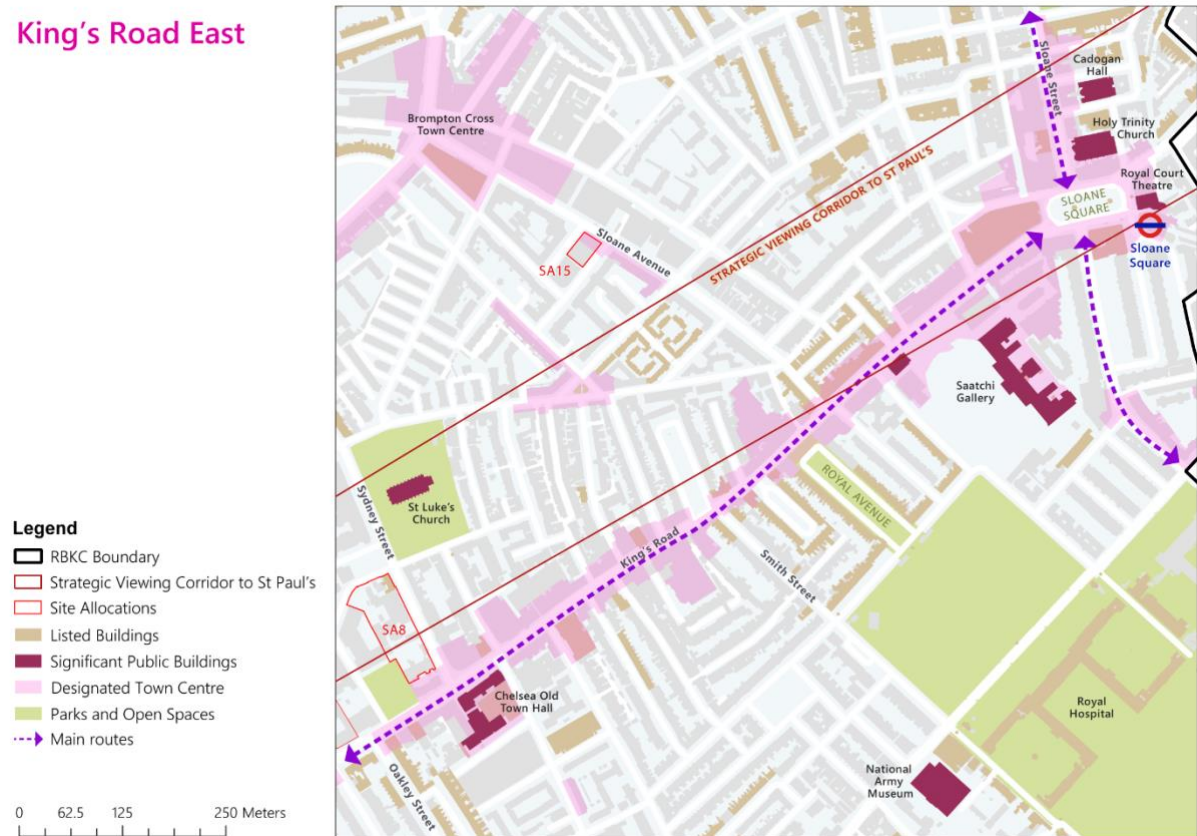 King's Road East
Legend
RBKC Boundary
Strategic Viewing Corridor to St Paul's
Site Allocations
Listed Buildings
Significant Public Buildings
Designated Town Centre
Parks and Open Spaces
Main routes
0 62.5 125 250 Meters
Sloane Street
Cadogan
Hall
Brompton Cross
Town Centre
Holy Trinity
Church
Royal Court
Theatre
SLOANE
SQUARE
Sloane
Square
STRATEGIC VIEWING CORRIDOR TO ST PAUL'S
Sloane Avenue
SA15
Saatchi
Gallery
ROYAL AVENUE
St Luke's
Church
Sydney Street
King's Road
Smith Street
SA8
Chelsea Old
Town Hall
Royal
Hospital
Oakley Street
National
Army
Museum